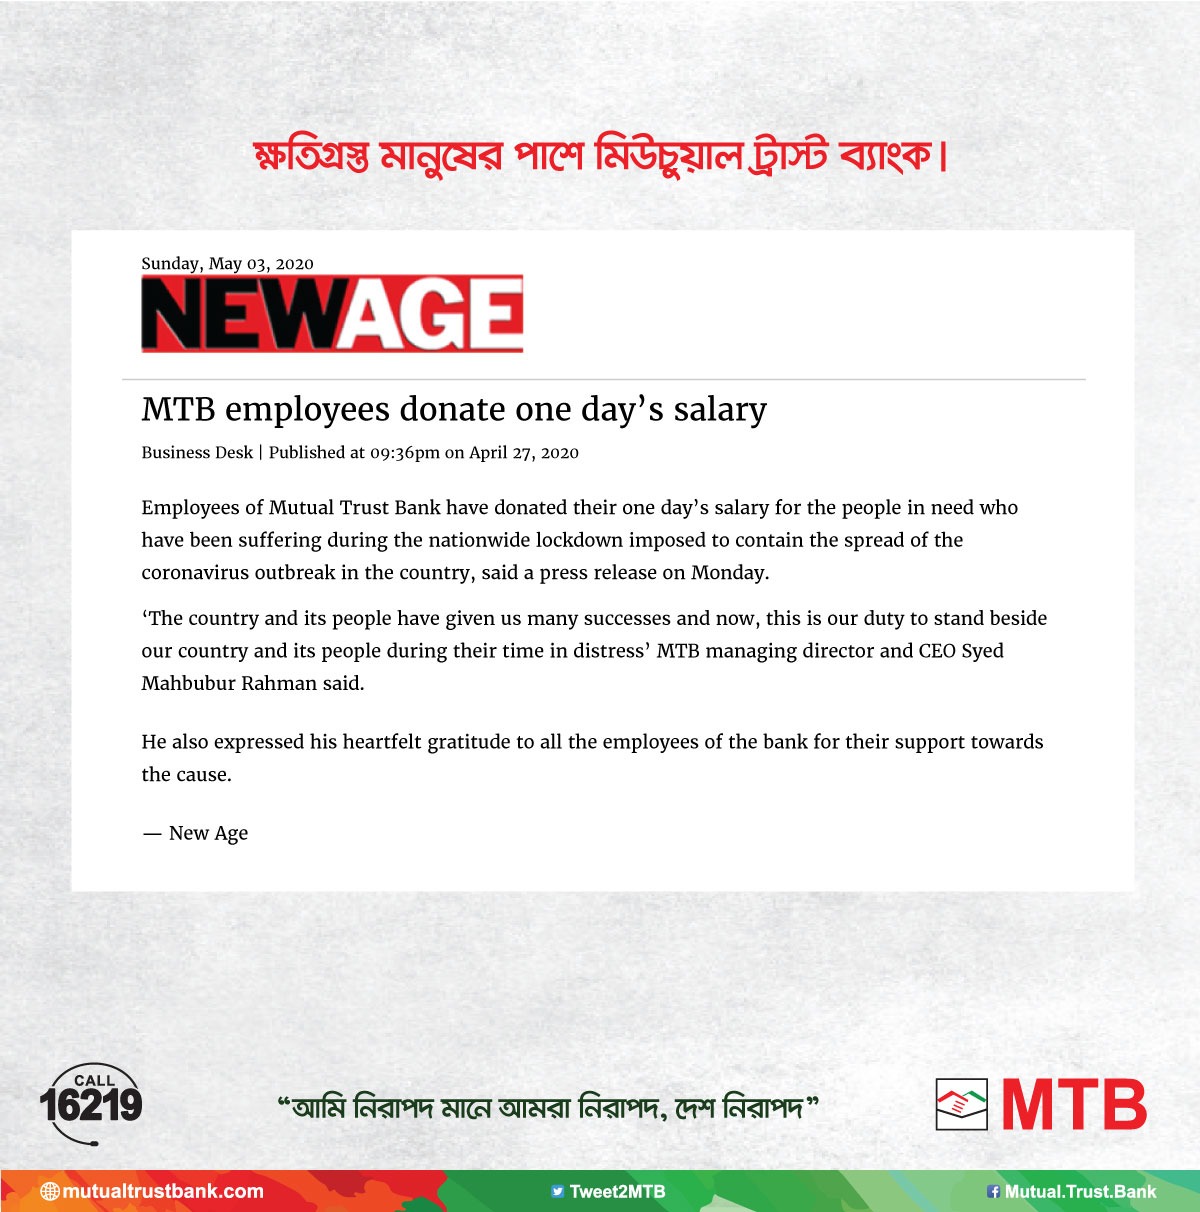 ক্ষতিগ্রস্ত মানুষের পাশে মিউচুয়াল ট্রাস্ট ব্যাংক।
Sunday, May 03, 2020
NEWAGE
MTB employees donate one day’s salary
Business Desk | Published at 09:36pm on April 27, 2020
Employees of Mutual Trust Bank have donated their one day’s salary for the people in need who
have been suffering during the nationwide lockdown imposed to contain the spread of the
coronavirus outbreak in the country, said a press release on Monday.
‘The country and its people have given us many successes and now, this is our duty to stand beside
our country and its people during their time in distress’ MTB managing director and CEO Syed
Mahbubur Rahman said.
He also expressed his heartfelt gratitude to all the employees of the bank for their support towards
the cause.
— New Age
CALL
16219
“আমি নিরাপদ মানে আমরা নিরাপদ, দেশ নিরাপদ”
MTB
mutualtrustbank.com
Tweet2MTB
Mutual.Trust.Bank